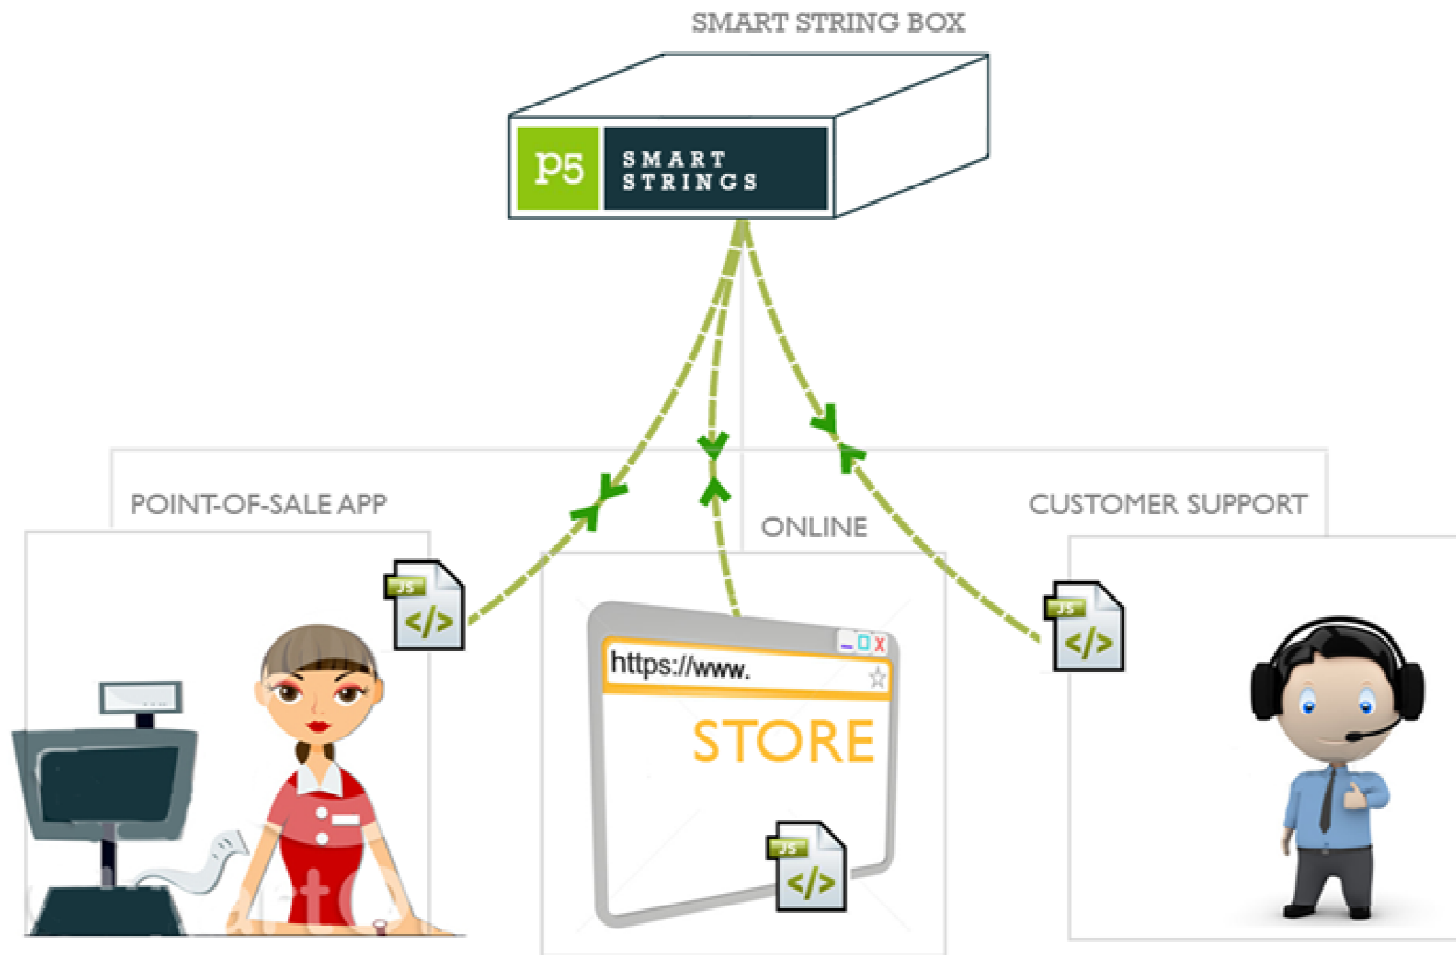 SMART STRING BOX
P5
SMART
STRINGS
POINT-OF-SALE APP
ONLINE
CUSTOMER SUPPORT
JS
</>
JS
</>
https://www.
STORE
JS
</>